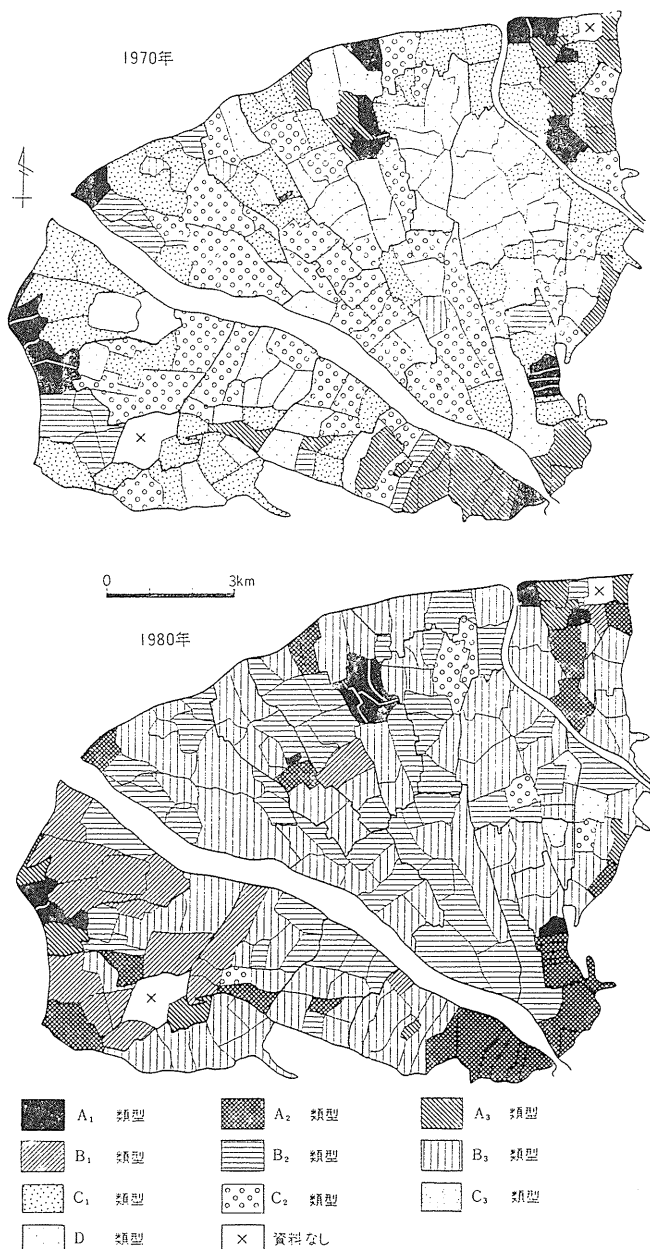 1970年
0 3km
1980年
A₁ 類型 A₂ 類型 A₃ 類型
B₁ 類型 B₂ 類型 B₃ 類型
C₁ 類型 C₂ 類型 C₃ 類型
D 類型 × 資料なし